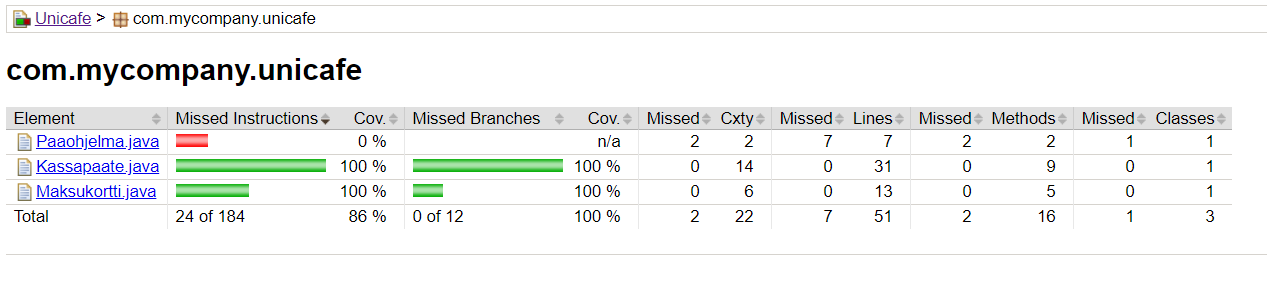 Unicafe > com.mycompany.unicafe
com.mycompany.unicafe
Element Missed Instructions Cov. Missed Branches Cov. Missed Cxty Missed Lines Missed Methods Missed Classes
Paaohjelma.java 0 % n/a 2 2 7 7 2 2 1 1
Kassapaate.java 100 % 100 % 0 14 0 31 0 9 0 1
Maksukortti.java 100 % 100 % 0 6 0 13 0 5 0 1
Total 24 of 184 86 % 0 of 12 100 % 2 22 7 51 2 16 1 3